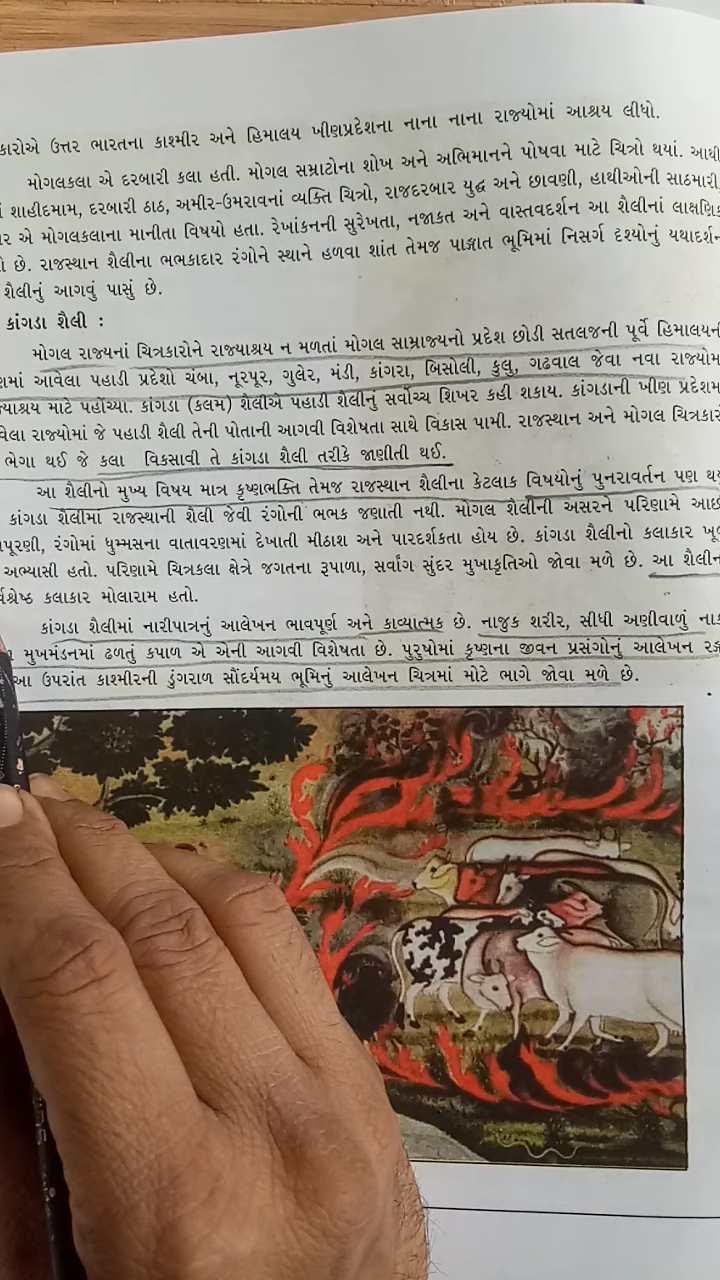 કારોએ ઉત્તર ભારતના કાશ્મીર અને હિમાલય ખીણપ્રદેશના નાના નાના રાજ્યોમાં આશ્રય લીધો.
મોગલકલા એ દરબારી કલા હતી. મોગલ સમ્રાટોના શોખ અને અભિમાનને પોષવા માટે ચિત્રો થયાં. આથી
શાહીદમામ, દરબારી ઠાઠ, અમીર-ઉમરાવનાં વ્યક્તિ ચિત્રો, રાજદરબાર યુદ્ધ અને છાવણી, હાથીઓની સાઠમારી
ર એ મોગલકલાના માનીતા વિષયો હતા. રેખાંકનની સુરેખતા, નજાકત અને વાસ્તવદર્શન આ શૈલીનાં લાક્ષણિક
છે. રાજસ્થાન શૈલીના ભભકાદાર રંગોને સ્થાને હળવા શાંત તેમજ પાશ્ચાત ભૂમિમાં નિસર્ગ દૃશ્યોનું યથાદર્શન
શૈલીનું આગવું પાસું છે.
કાંગડા શૈલી :
મોગલ રાજ્યનાં ચિત્રકારોને રાજ્યાશ્રય ન મળતાં મોગલ સામ્રાજ્યનો પ્રદેશ છોડી સતલજની પૂર્વે હિમાલયની
ણમાં આવેલા પહાડી પ્રદેશો ચંબા, નૂરપૂર, ગુલેર, મંડી, કાંગરા, બિસોલી, કુલુ, ગઢવાલ જેવા નવા રાજ્યોમ
જ્યાશ્રય માટે પહોંચ્યા. કાંગડા (કલમ) શૈલીએ પહાડી શૈલીનું સર્વોચ્ચ શિખર કહી શકાય. કાંગડાની ખીણ પ્રદેશમ
વેલા રાજ્યોમાં જે પહાડી શૈલી તેની પોતાની આગવી વિશેષતા સાથે વિકાસ પામી. રાજસ્થાન અને મોગલ ચિત્રકારો
ભેગા થઈ જે કલા વિકસાવી તે કાંગડા શૈલી તરીકે જાણીતી થઈ.
આ શૈલીનો મુખ્ય વિષય માત્ર કૃષ્ણભક્તિ તેમજ રાજસ્થાન શૈલીના કેટલાક વિષયોનું પુનરાવર્તન પણ થય
કાંગડા શૈલીમાં રાજસ્થાની શૈલી જેવી રંગોની ભભક જણાતી નથી. મોગલ શૈલીની અસરને પરિણામે આછ
પૂરણી, રંગોમાં ધુમ્મસના વાતાવરણમાં દેખાતી મીઠાશ અને પારદર્શકતા હોય છે. કાંગડા શૈલીનો કલાકાર ખૂ
અભ્યાસી હતો. પરિણામે ચિત્રકલા ક્ષેત્રે જગતના રૂપાળા, સર્વાંગ સુંદર મુખાકૃતિઓ જોવા મળે છે. આ શૈલીન
ર્વશ્રેષ્ઠ કલાકાર મોલારામ હતો.
કાંગડા શૈલીમાં નારીપાત્રનું આલેખન ભાવપૂર્ણ અને કાવ્યાત્મક છે. નાજુક શરીર, સીધી અણીવાળું નાક
મુખમંડનમાં ઢળતું કપાળ એ એની આગવી વિશેષતા છે. પુરુષોમાં કૃષ્ણના જીવન પ્રસંગોનું આલેખન
આ ઉપરાંત કાશ્મીરની ડુંગરાળ સૌંદર્યમય ભૂમિનું આલેખન ચિત્રમાં મોટે ભાગે જોવા મળે છે.